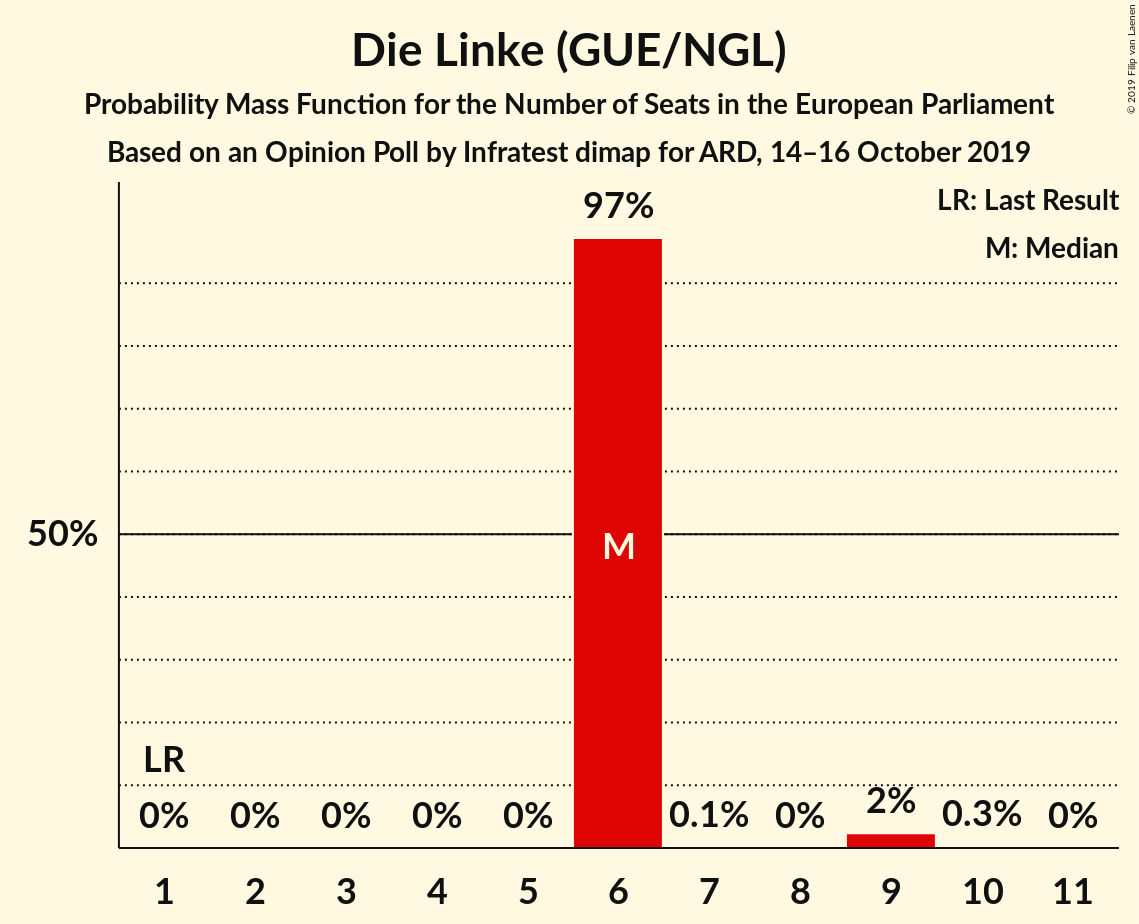 Die Linke (GUE/NGL)
Probability Mass Function for the Number of Seats in the European Parliament
Based on an Opinion Poll by Infratest dimap for ARD, 14–16 October 2019
© 2019 Filip van Laenen
LR: Last Result
M: Median
97%
50%
M
LR
0%
0%
0%
0%
0%
0.1%
0%
2%
0.3%
0%
1
2
3
4
5
6
7
8
9
10
11